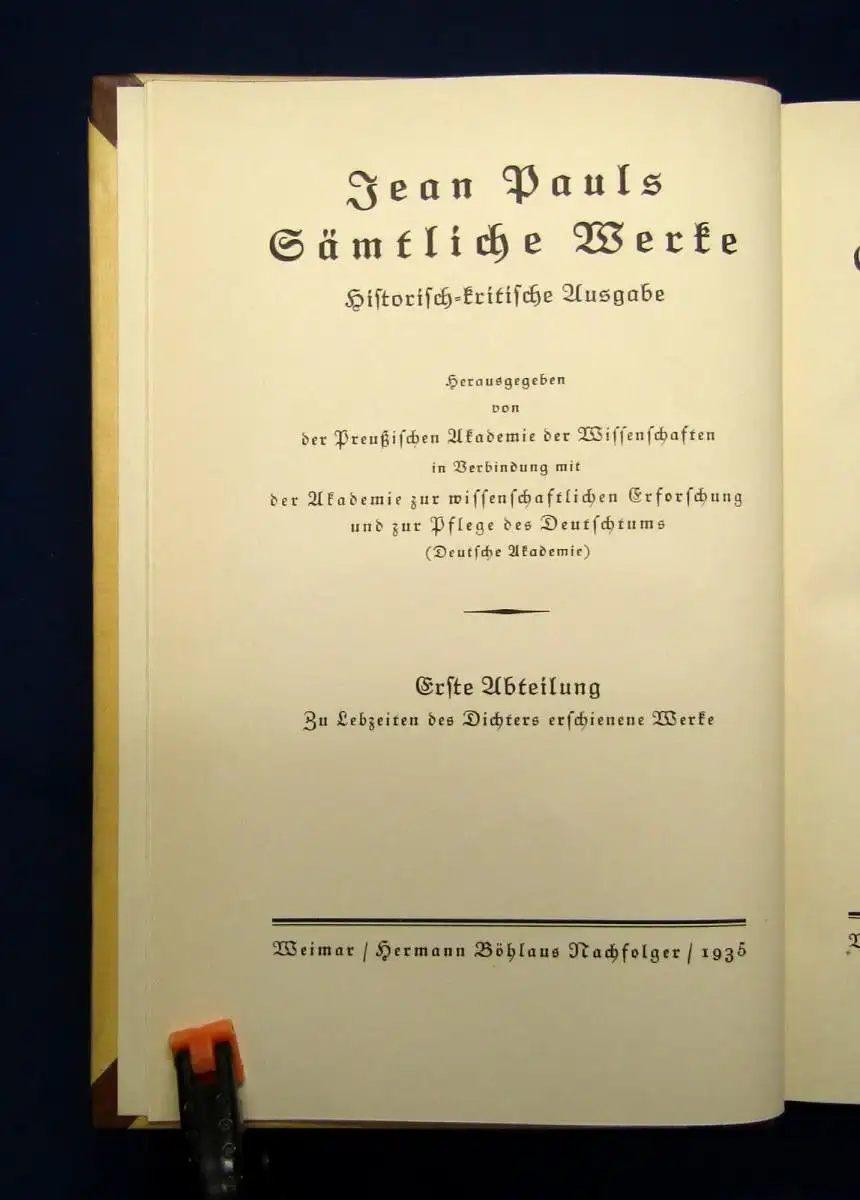 Jean Pauls
Sämtliche Werke
Hiſtoriſch-kritiſche Ausgabe
Herausgegeben
von
der Preußiſchen Akademie der Wiſſenſchaften
in Verbindung mit
der Akademie zur wiſſenſchaftlichen Erforſchung
und zur Pflege des Deutſchtums
(Deutſche Akademie)
Erſte Abteilung
Zu Lebzeiten des Dichters erſchienene Werke
Weimar / Hermann Böhlaus Nachfolger / 1935